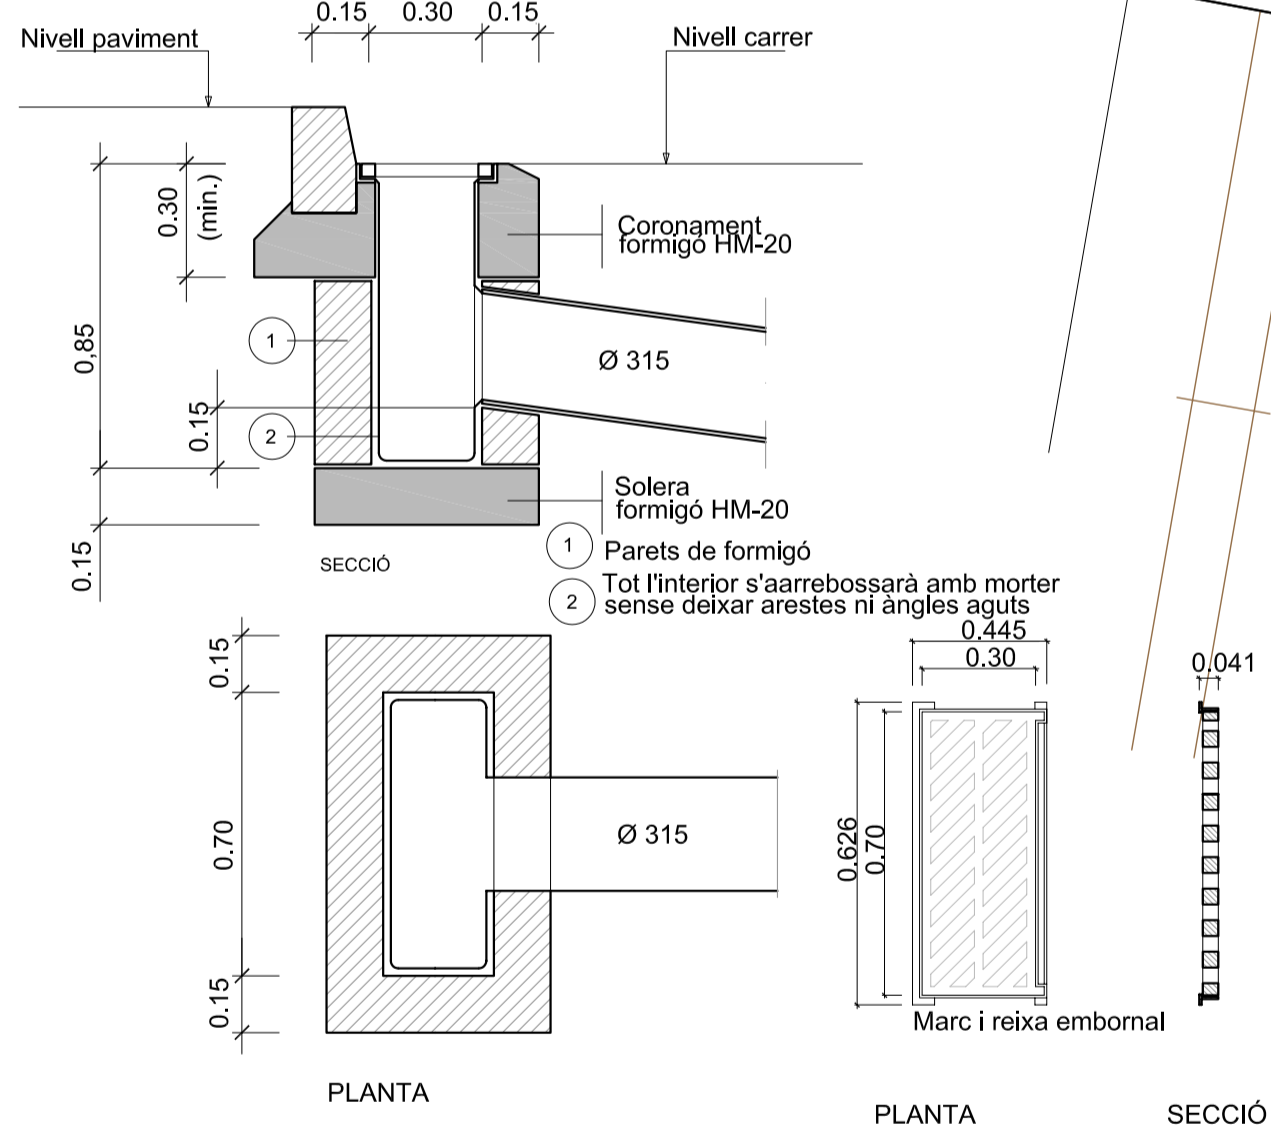 0.15 0.30 0.15
Nivell paviment
Nivell carrer
0.30
(min.)
Coronament
formigó HM-20
0,85
1
Ø 315
0.15
2
Solera
formigó HM-20
0.15
SECCIÓ
1 Parets de formigó
2 Tot l'interior s'aarrebossarà amb morter
sense deixar arestes ni àngles aguts
0.15
0.445
0.30
0.041
0.70
Ø 315
0.626
0.70
0.15
Marc i reixa embornal
PLANTA
PLANTA
SECCIÓ